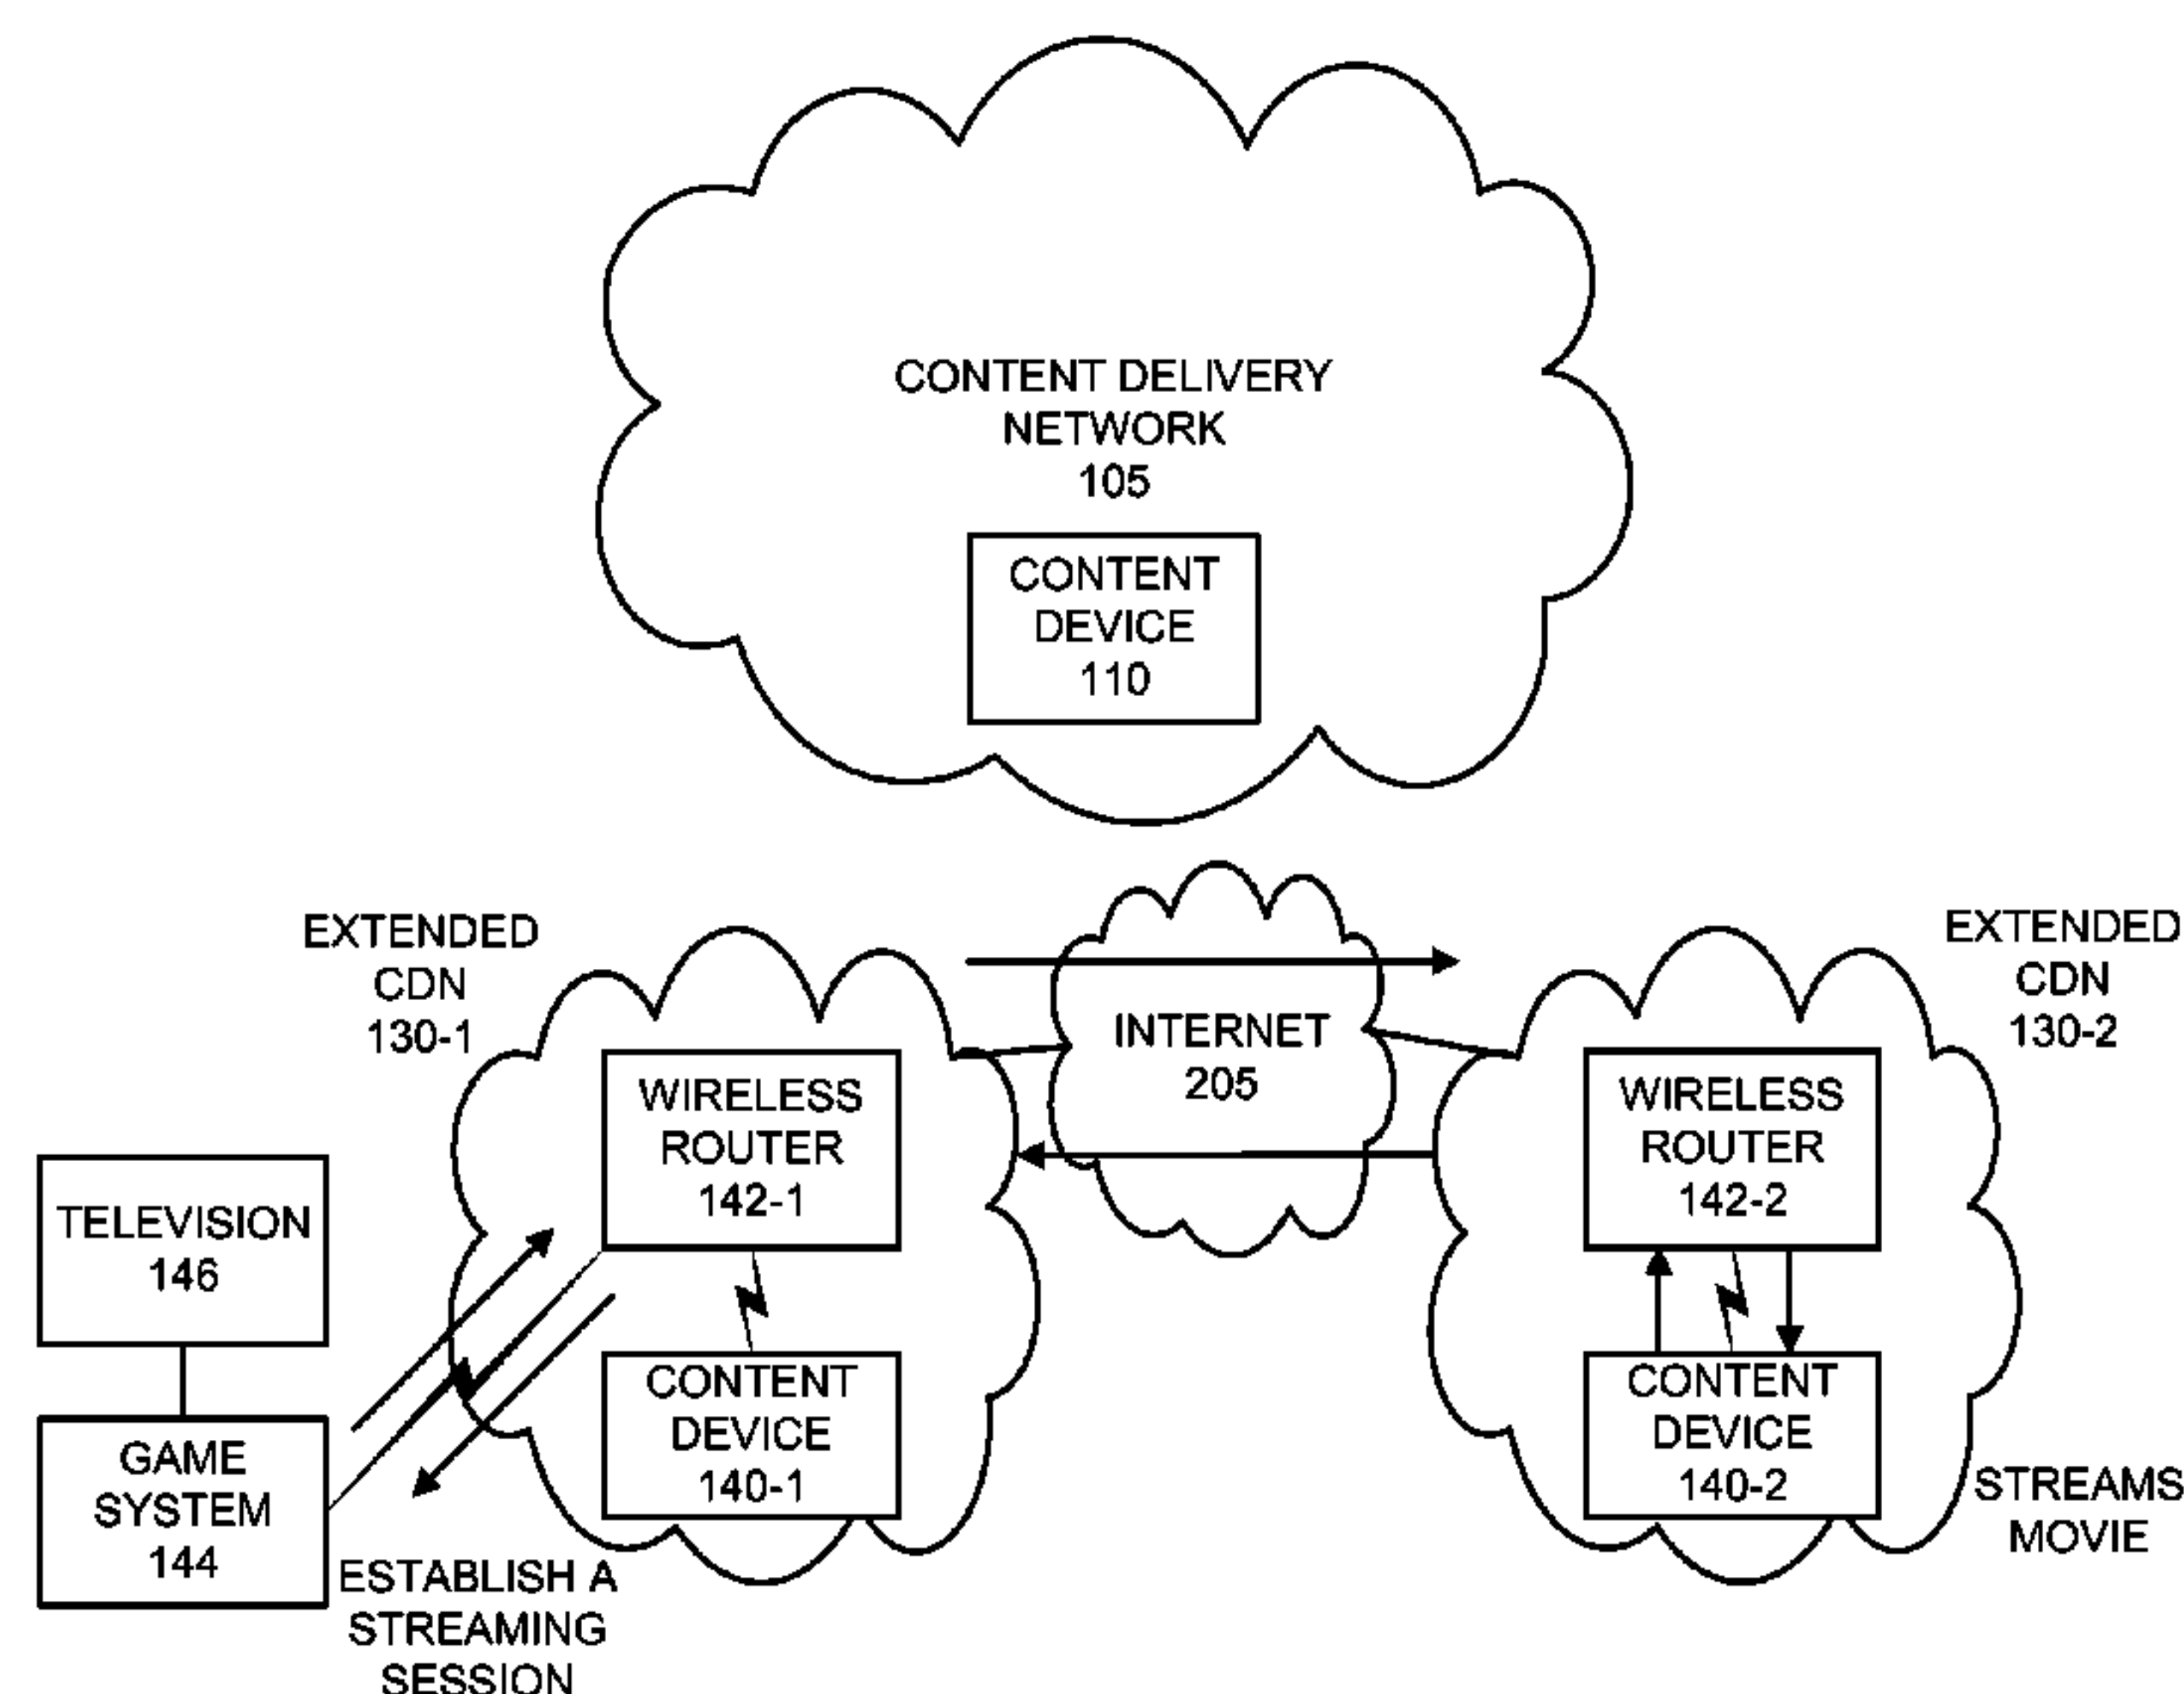 CONTENT DELIVERY
NETWORK
105
CONTENT
DEVICE
110
EXTENDED
CDN
130-1
INTERNET
205
EXTENDED
CDN
130-2
WIRELESS
ROUTER
142-1
WIRELESS
ROUTER
142-2
TELEVISION
146
CONTENT
DEVICE
140-1
CONTENT
DEVICE
140-2
GAME
SYSTEM
144
STREAMS
MOVIE
ESTABLISH A
STREAMING
SESSION